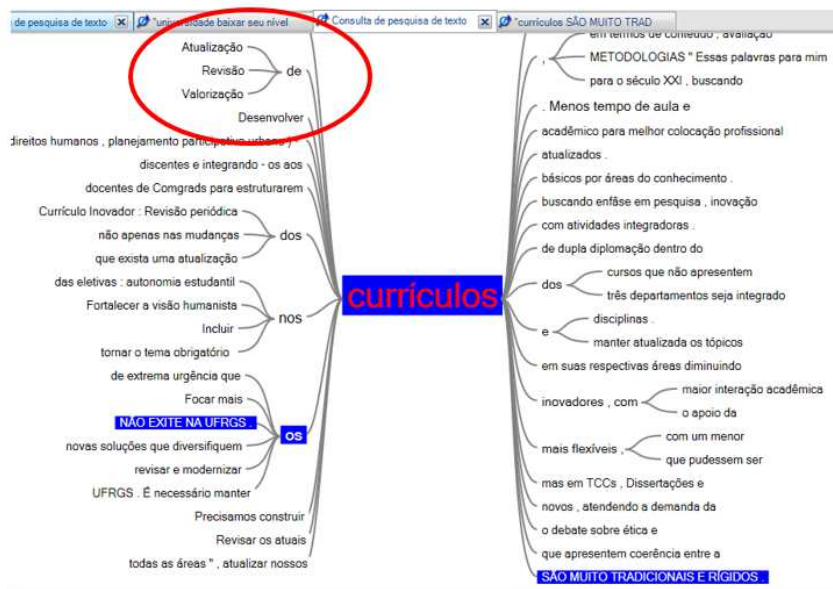 de pesquisa de texto
"universidade baixar seu nível
Consulta de pesquisa de texto
"currículos SÃO MUITO TRAD
Atualização
Revisão
Valorização
de
Desenvolver
direitos humanos , planejamento participativo urbano ) -
discentes e integrando - os aos
docentes de Comgrads para estruturarem
Currículo Inovador : Revisão periódica
não apenas nas mudanças
que exista uma atualização
dos
das eletivas : autonomia estudantil
Fortalecer a visão humanista
Incluir
tornar o tema obrigatório
nos
de extrema urgência que
Focar mais
NÃO EXITE NA UFRGS .
novas soluções que diversifiquem
revisar e modernizar
UFRGS . É necessário manter
os
Precisamos construir
Revisar os atuais
todas as áreas " , atualizar nossos
currículos
,
em termos de conteúdo , avaliação
METODOLOGIAS " Essas palavras para mim
para o século XXI , buscando
. Menos tempo de aula e
acadêmico para melhor colocação profissional
atualizados .
básicos por áreas do conhecimento .
buscando enfâse em pesquisa , inovação
com atividades integradoras .
de dupla diplomação dentro do
dos
cursos que não apresentem
três departamentos seja integrado
e
disciplinas .
manter atualizada os tópicos
em suas respectivas áreas diminuindo
inovadores , com
maior interação acadêmica
o apoio da
mais flexíveis ,
com um menor
que pudessem ser
mas em TCCs , Dissertações e
novos , atendendo a demanda da
o debate sobre ética e
que apresentem coerência entre a
SÃO MUITO TRADICIONAIS E RÍGIDOS .